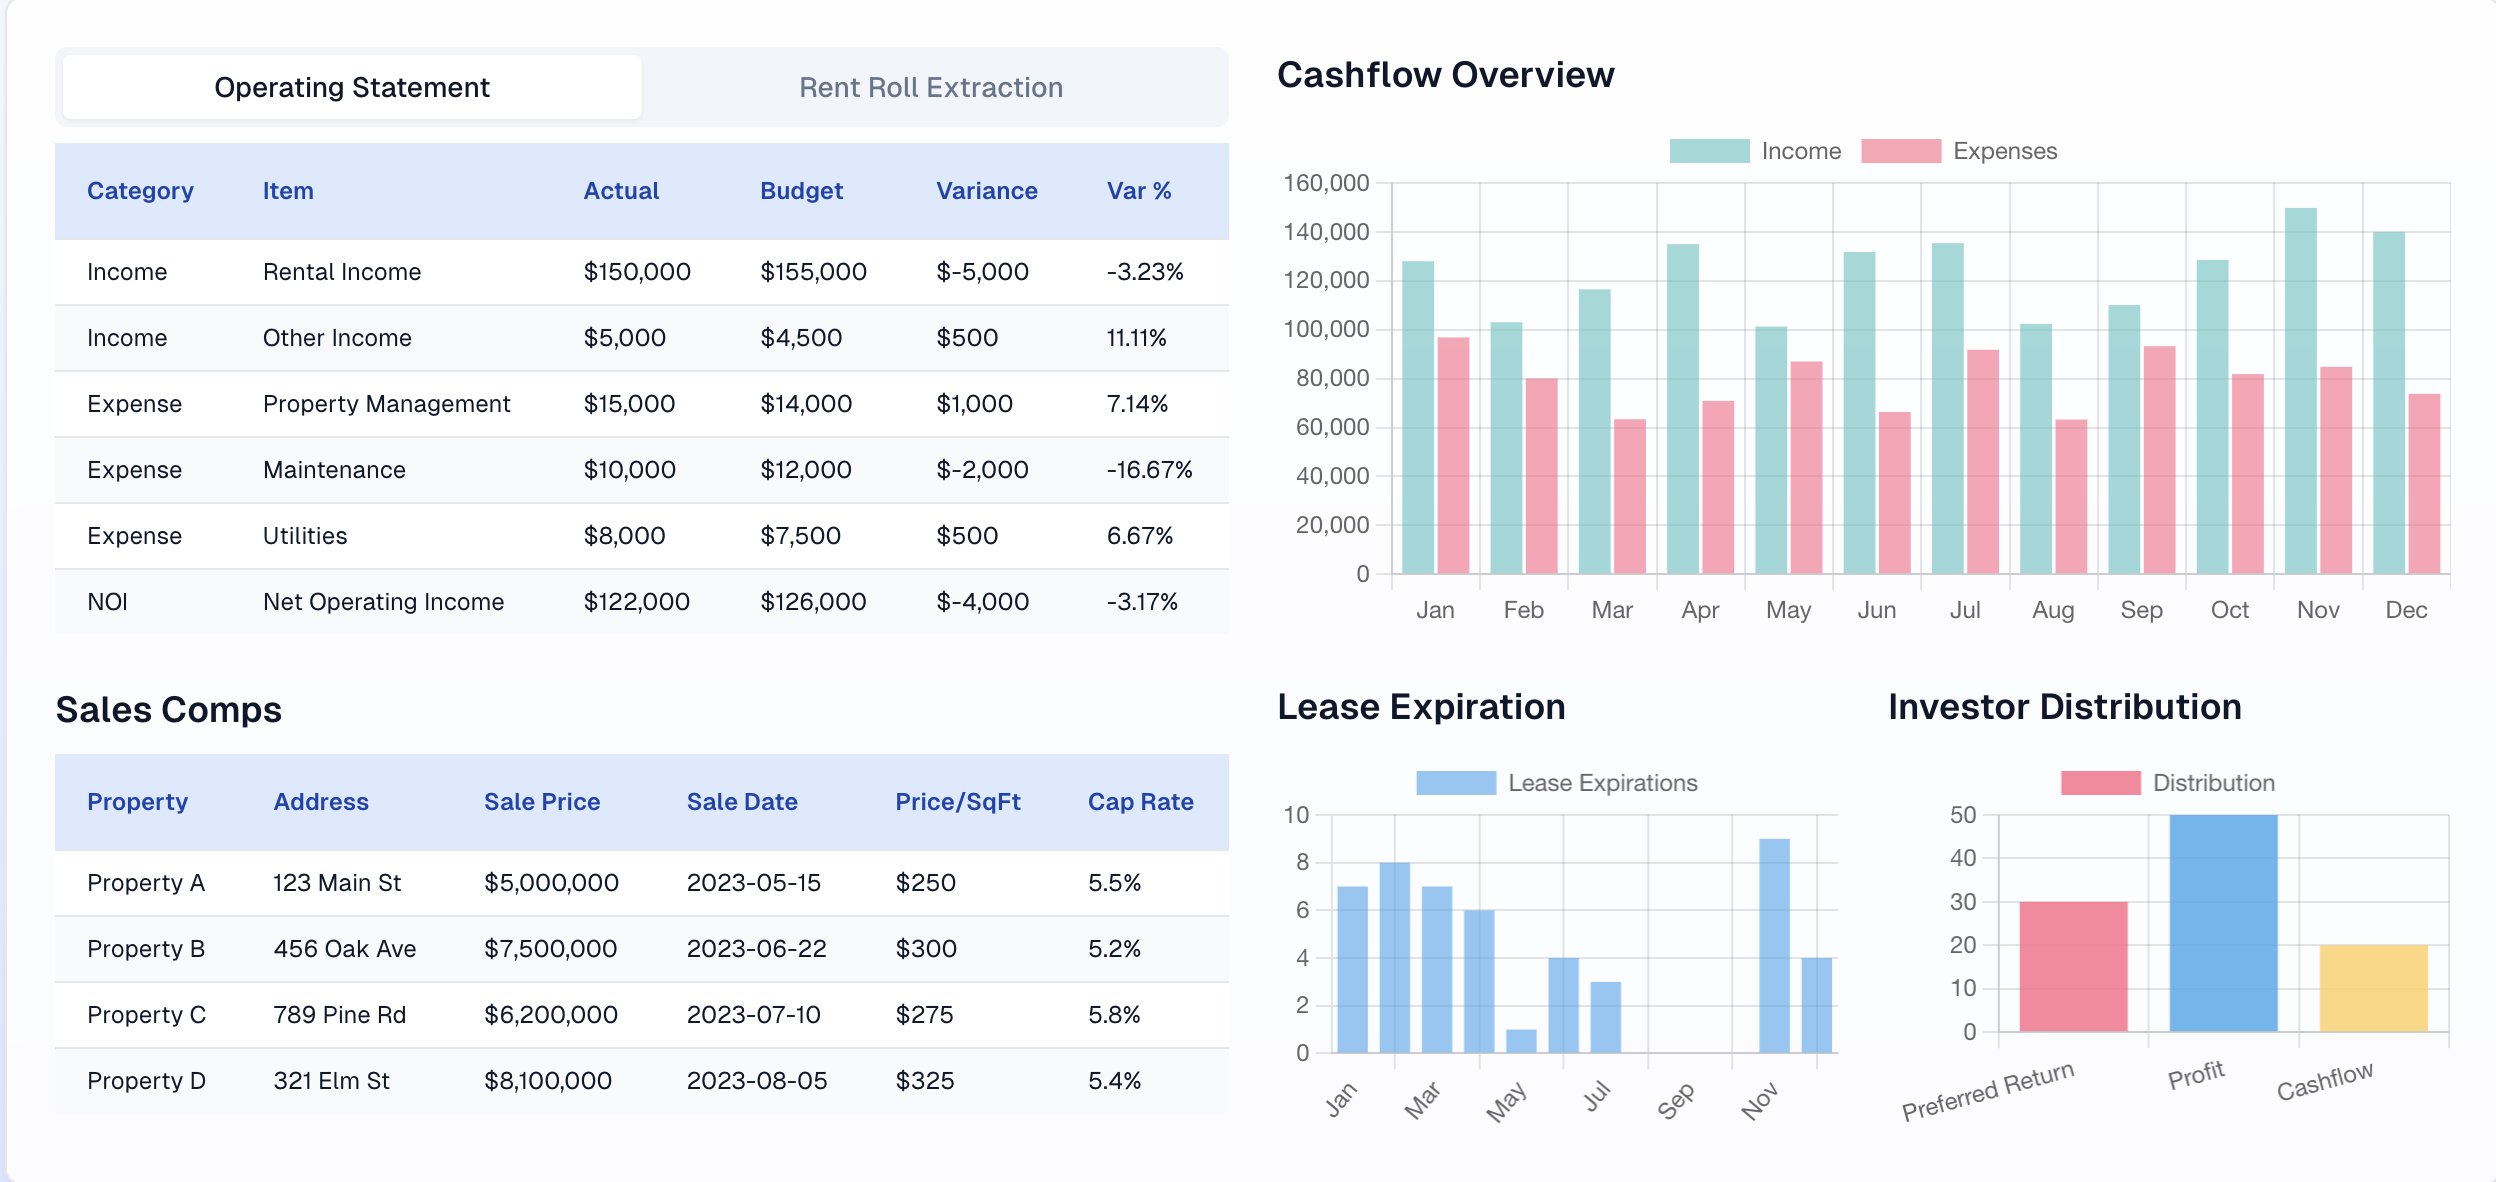 Operating Statement Rent Roll Extraction
Category Item Actual Budget Variance Var %
Income Rental Income $150,000 $155,000 $-5,000 -3.23%
Income Other Income $5,000 $4,500 $500 11.11%
Expense Property Management $15,000 $14,000 $1,000 7.14%
Expense Maintenance $10,000 $12,000 $-2,000 -16.67%
Expense Utilities $8,000 $7,500 $500 6.67%
NOI Net Operating Income $122,000 $126,000 $-4,000 -3.17%
Sales Comps
Property Address Sale Price Sale Date Price/SqFt Cap Rate
Property A 123 Main St $5,000,000 2023-05-15 $250 5.5%
Property B 456 Oak Ave $7,500,000 2023-06-22 $300 5.2%
Property C 789 Pine Rd $6,200,000 2023-07-10 $275 5.8%
Property D 321 Elm St $8,100,000 2023-08-05 $325 5.4%
Cashflow Overview
Income Expenses
160,000
140,000
120,000
100,000
80,000
60,000
40,000
20,000
0
Jan Feb Mar Apr May Jun Jul Aug Sep Oct Nov Dec
Lease Expiration
Lease Expirations
10
8
6
4
2
0
Jan Mar May Jul Sep Nov
Investor Distribution
Distribution
50
40
30
20
10
0
Preferred Return Profit Cashflow